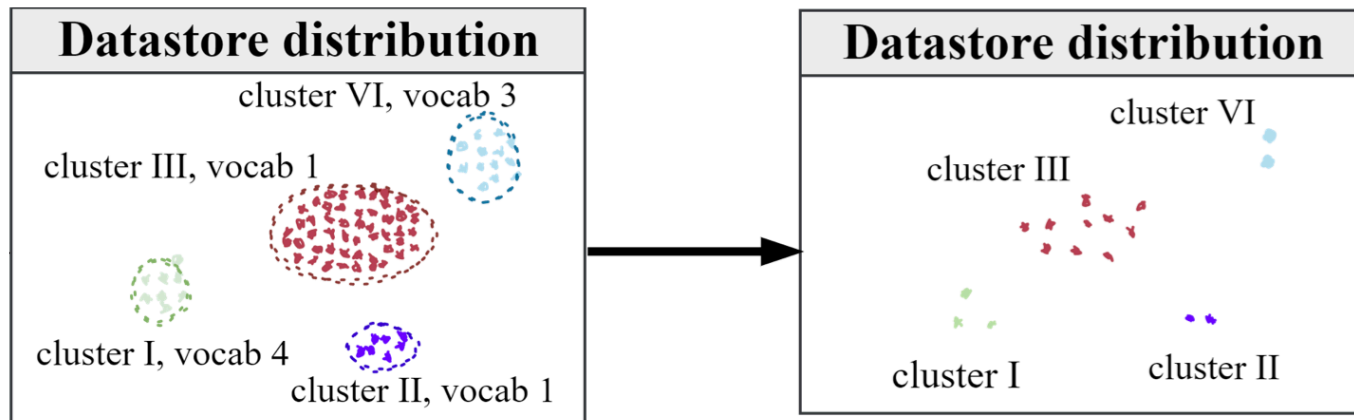 Datastore distribution
cluster VI, vocab 3
cluster III, vocab 1
cluster I, vocab 4
cluster II, vocab 1
Datastore distribution
cluster VI
cluster III
cluster I
cluster II